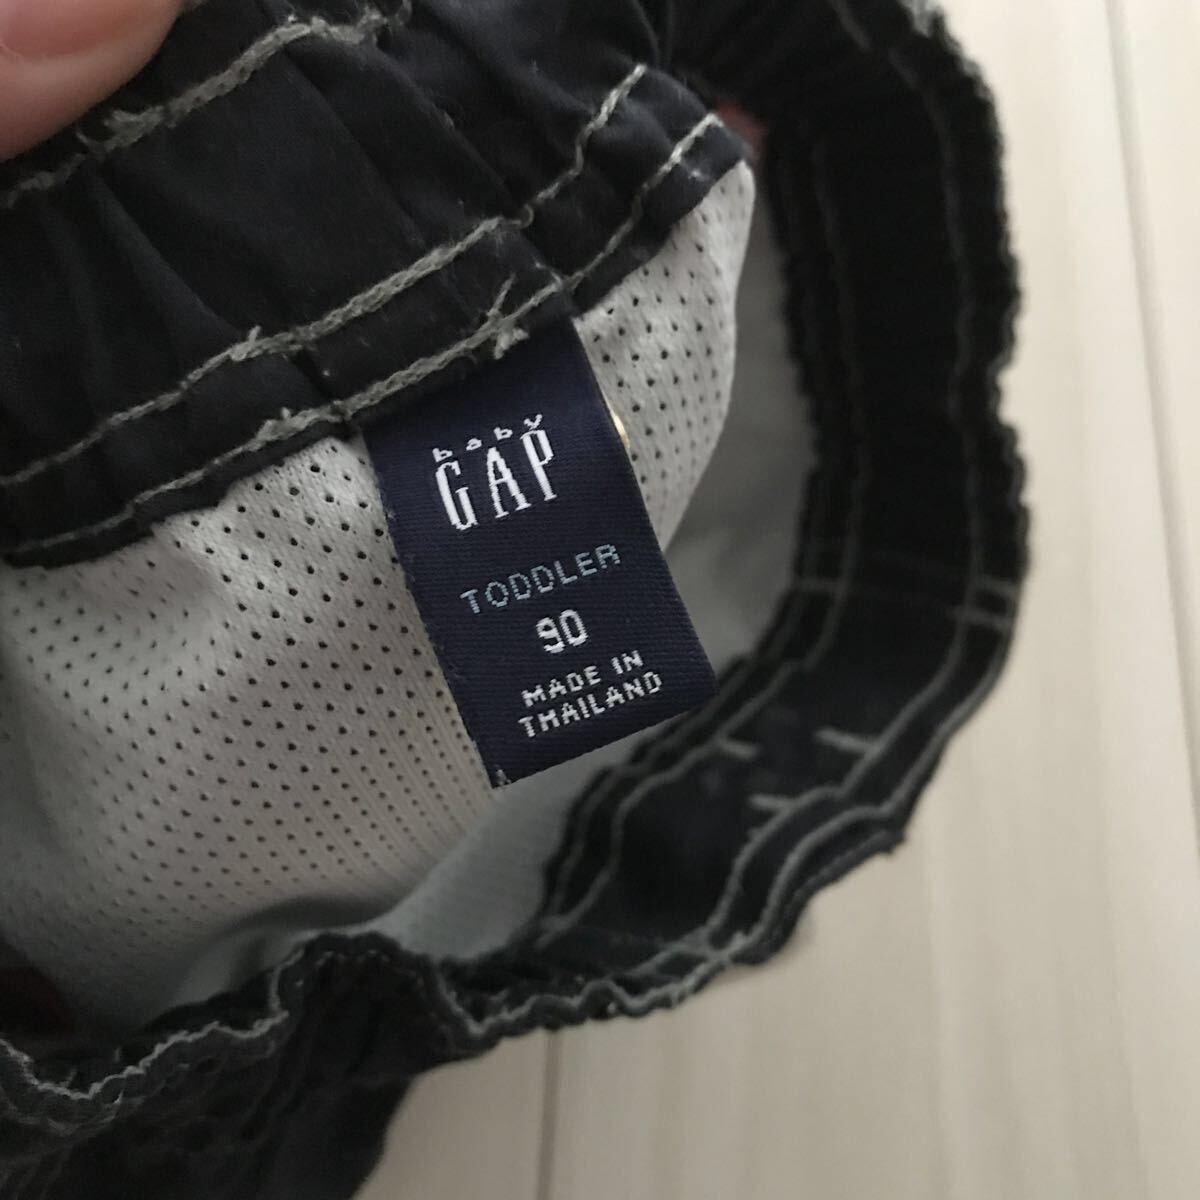 baby
GAP
TODDLER
90
MADE IN
THAILAND